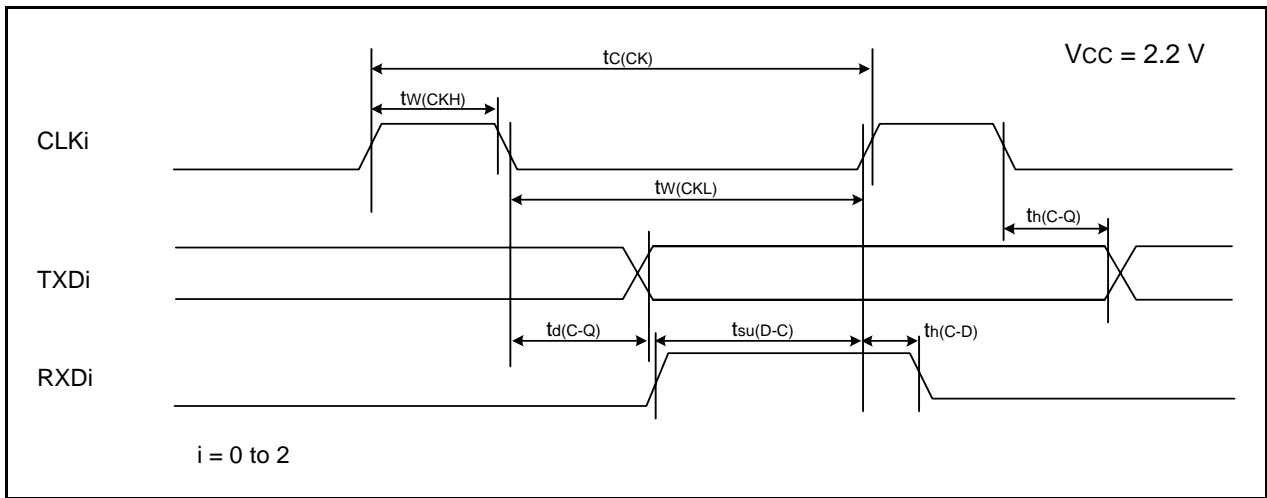 tC(CK)
VCC = 2.2 V
tW(CKH)
CLKi
tW(CKL)
th(C-Q)
TXDi
td(C-Q)
tsu(D-C)
th(C-D)
RXDi
i = 0 to 2